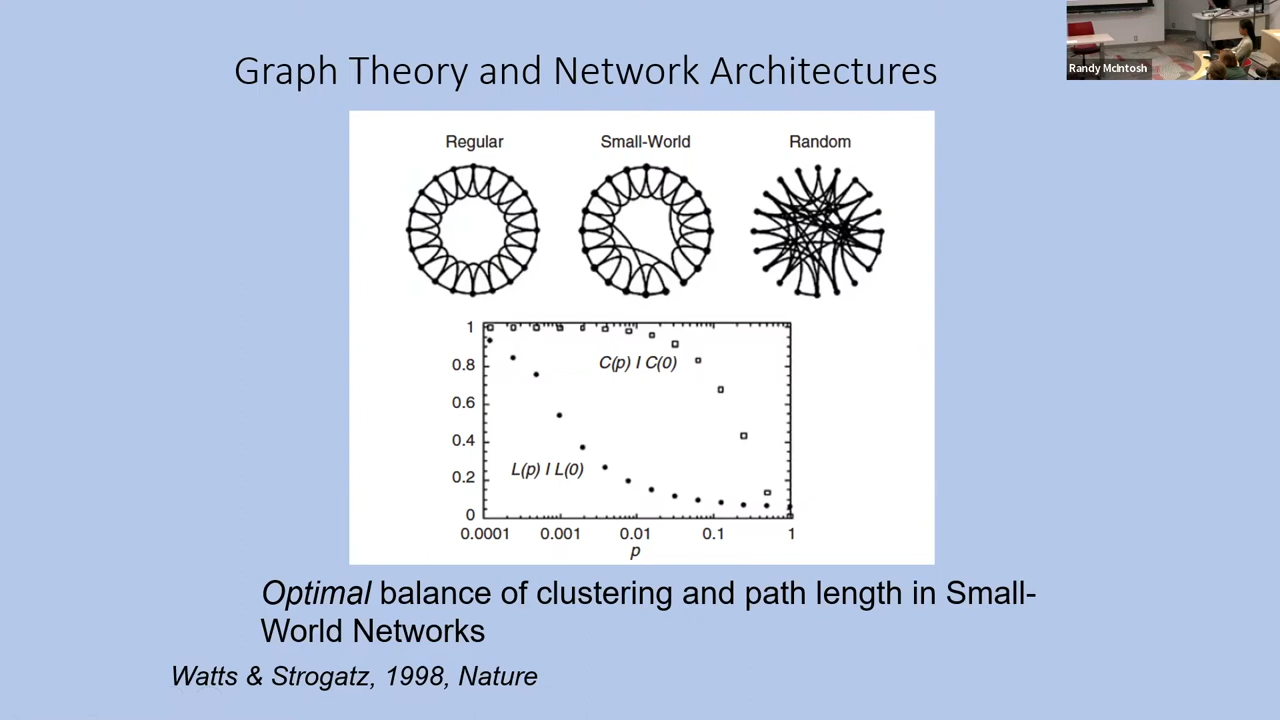 Graph Theory and Network Architectures
Randy McIntosh
Regular
Small-World
Random
1
0.8
0.6
0.4
0.2
0
C(p) I C(0)
L(p) I L(0)
0.0001
0.001
0.01
0.1
1
p
Optimal balance of clustering and path length in Small-
World Networks
Watts & Strogatz, 1998, Nature